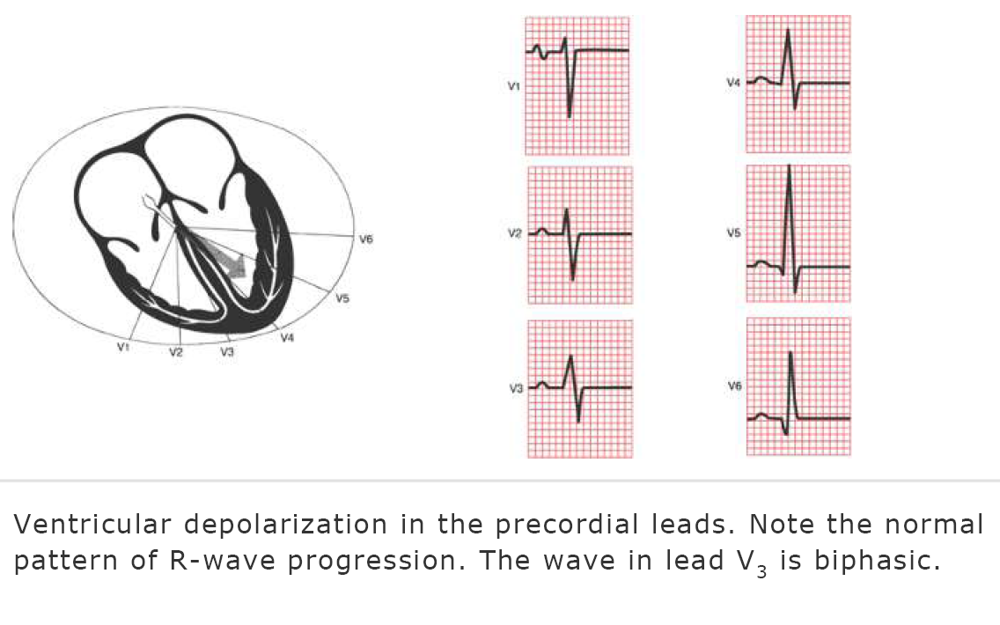 V6
V5
V4
V1
V2
V3
V1
V4
V2
V5
V3
V6
Ventricular depolarization in the precordial leads. Note the normal
pattern of R-wave progression. The wave in lead V₃ is biphasic.